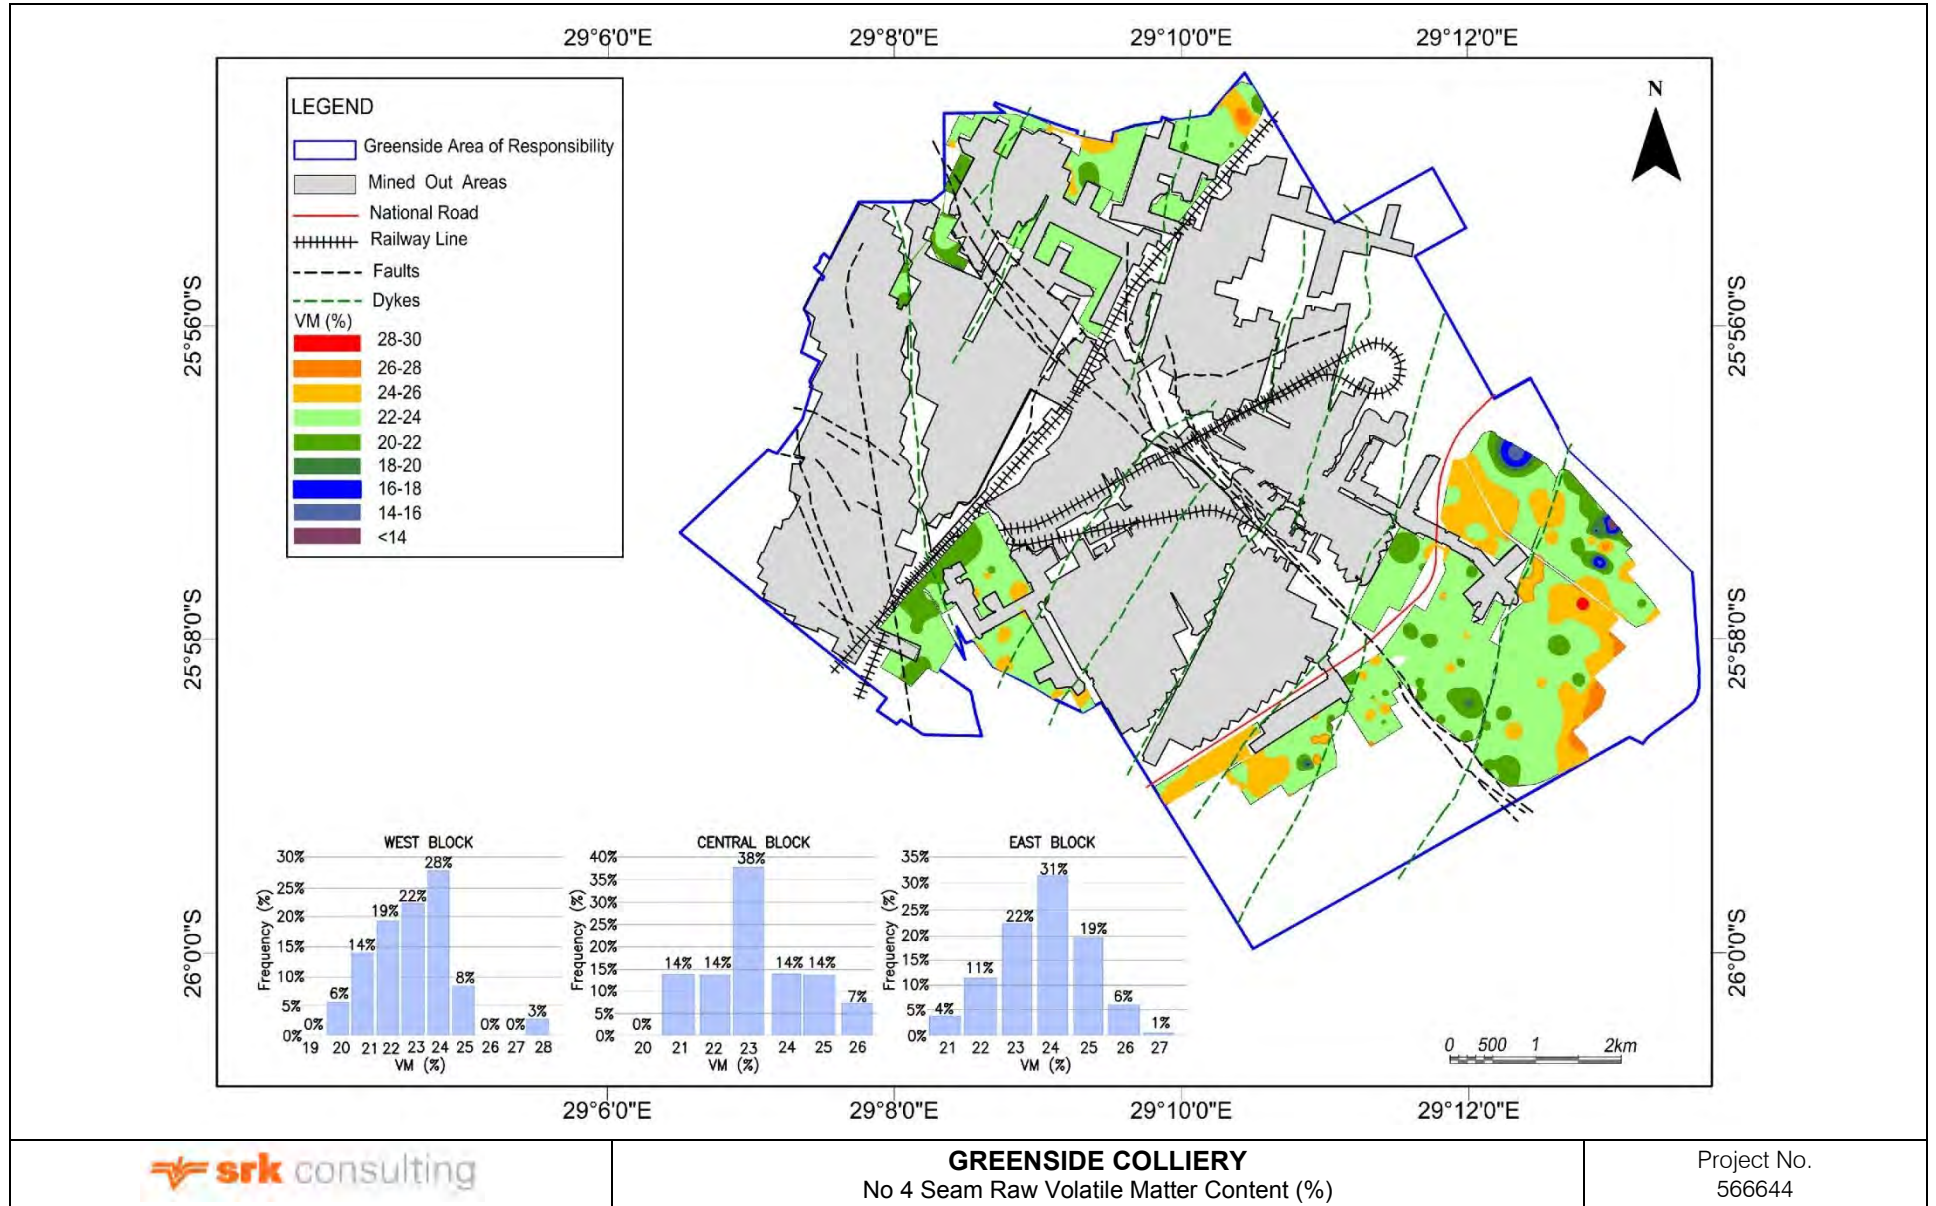 29°6'0"E 29°8'0"E 29°10'0"E 29°12'0"E
LEGEND
Greenside Area of Responsibility
Mined Out Areas
National Road
Railway Line
Faults
Dykes
VM (%)
28-30
26-28
24-26
22-24
20-22
18-20
16-18
14-16
<14
N
25°56'0"S
25°58'0"S
26°0'0"S
25°56'0"S
25°58'0"S
26°0'0"S
WEST BLOCK
Frequency (%)
30%
25%
20%
15%
10%
5%
0%
0% 6% 14% 19% 22% 28% 8% 0% 0% 3%
19 20 21 22 23 24 25 26 27 28
VM (%)
CENTRAL BLOCK
Frequency (%)
40%
35%
30%
25%
20%
15%
10%
5%
0%
0% 14% 14% 38% 14% 14% 7%
20 21 22 23 24 25 26
VM (%)
EAST BLOCK
Frequency (%)
35%
30%
25%
20%
15%
10%
5%
0%
4% 11% 22% 31% 19% 6% 1%
21 22 23 24 25 26 27
VM (%)
0 500 1 2km
29°6'0"E 29°8'0"E 29°10'0"E 29°12'0"E
srk consulting
GREENSIDE COLLIERY
No 4 Seam Raw Volatile Matter Content (%)
Project No.
566644